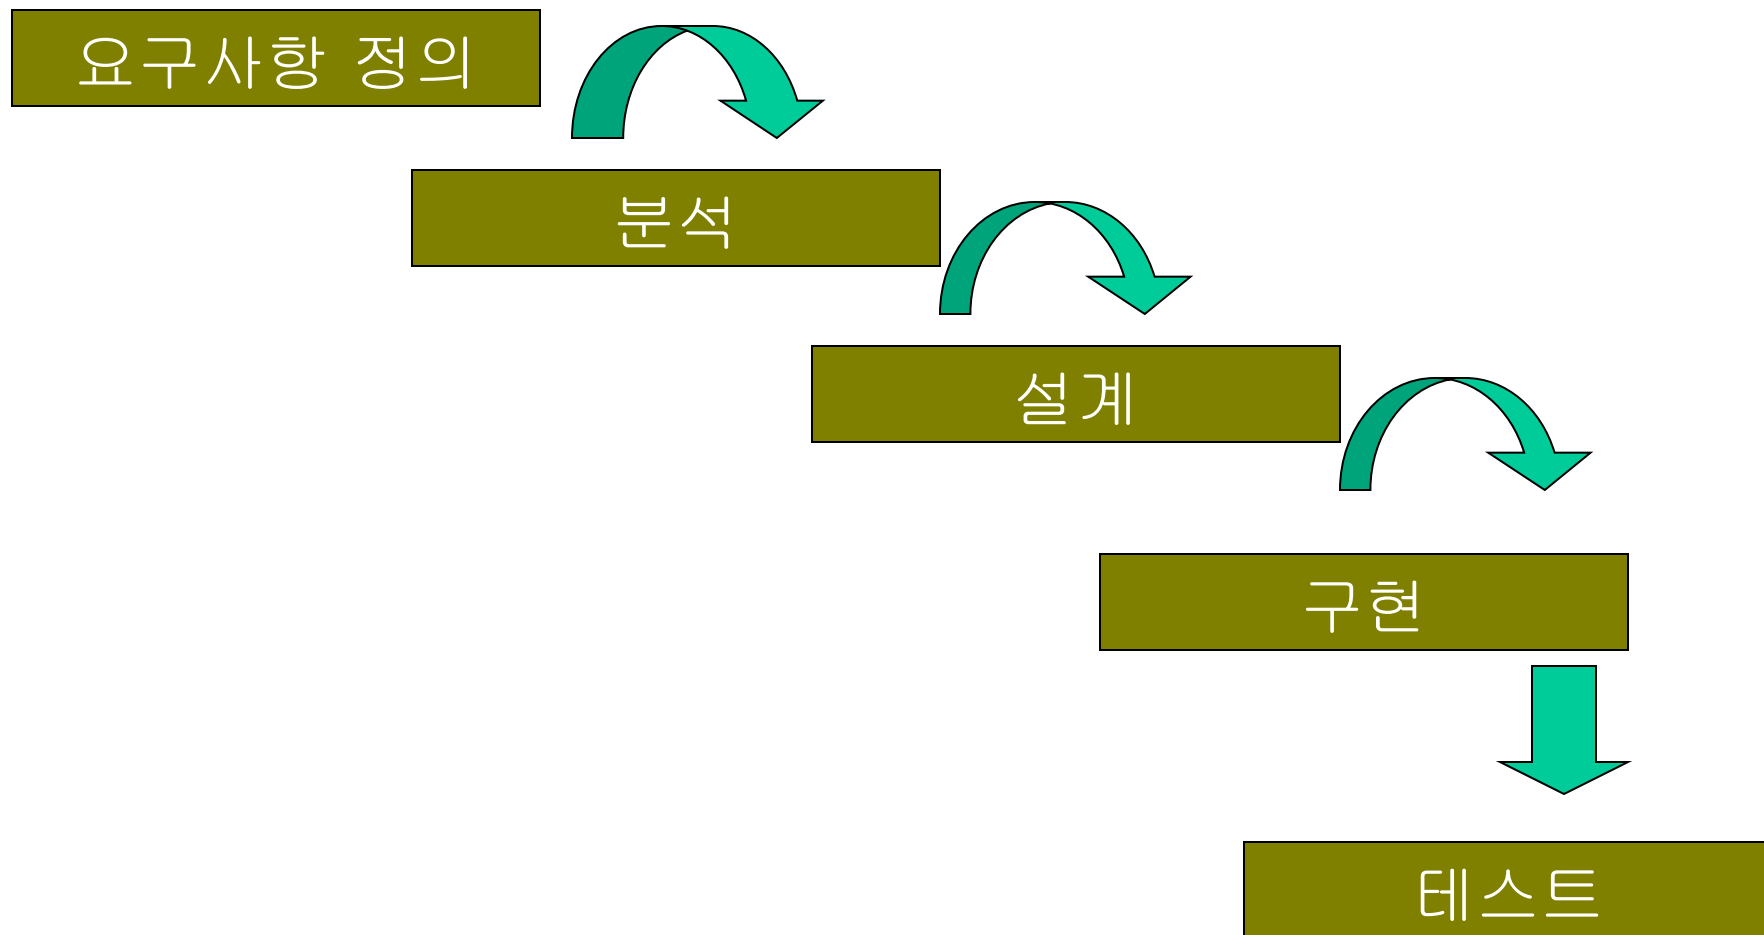 요구사항 정의
분석
설계
구현
테스트